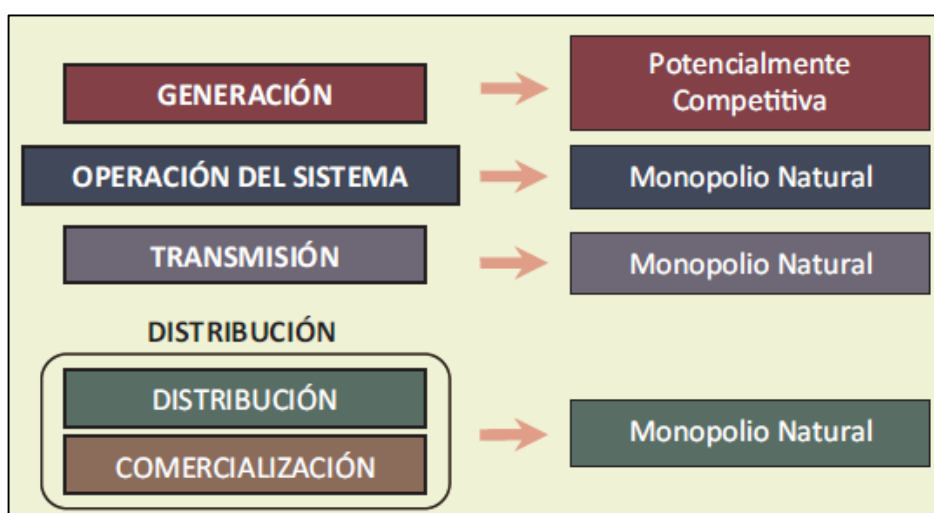 GENERACIÓN
Potencialmente
Competitiva
OPERACIÓN DEL SISTEMA
Monopolio Natural
TRANSMISIÓN
Monopolio Natural
DISTRIBUCIÓN
DISTRIBUCIÓN
COMERCIALIZACIÓN
Monopolio Natural